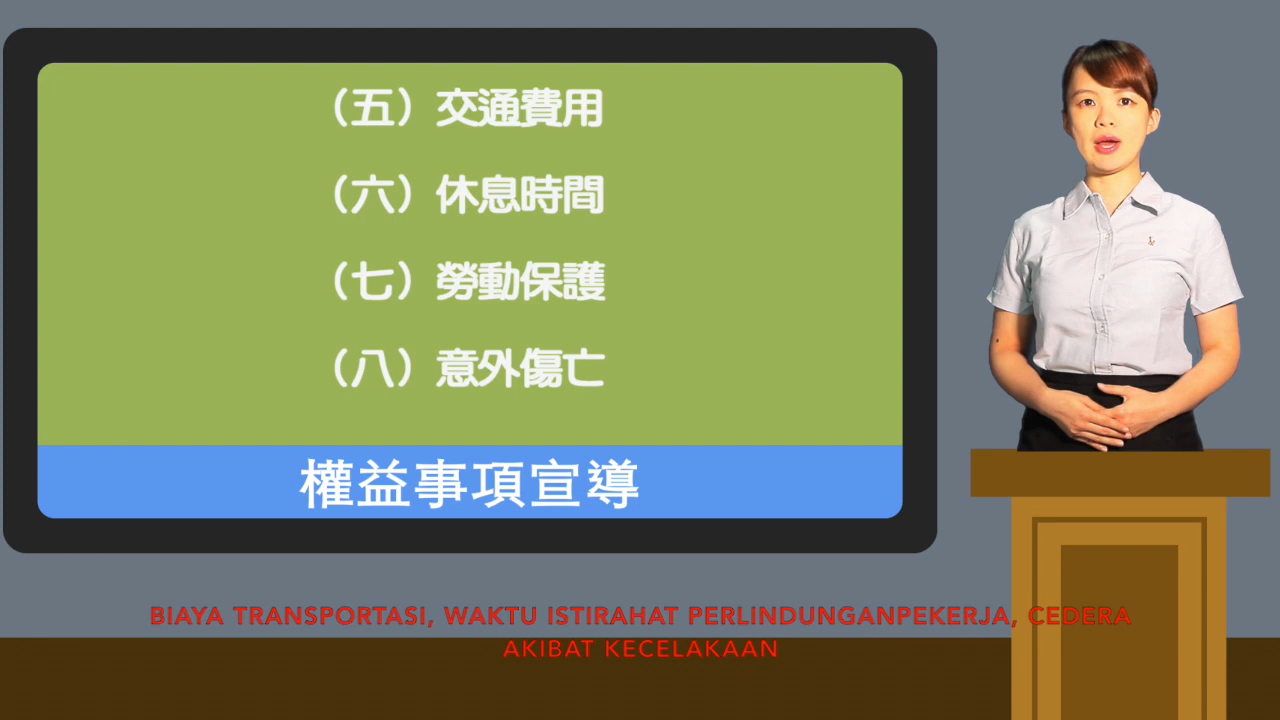 （五）交通費用
（六）休息時間
（七）勞動保護
（八）意外傷亡
權益事項宣導
BIAYA TRANSPORTASI, WAKTU ISTIRAHAT PERLINDUNGANPEKERJA, CEDERA
AKIBAT KECELAKAAN